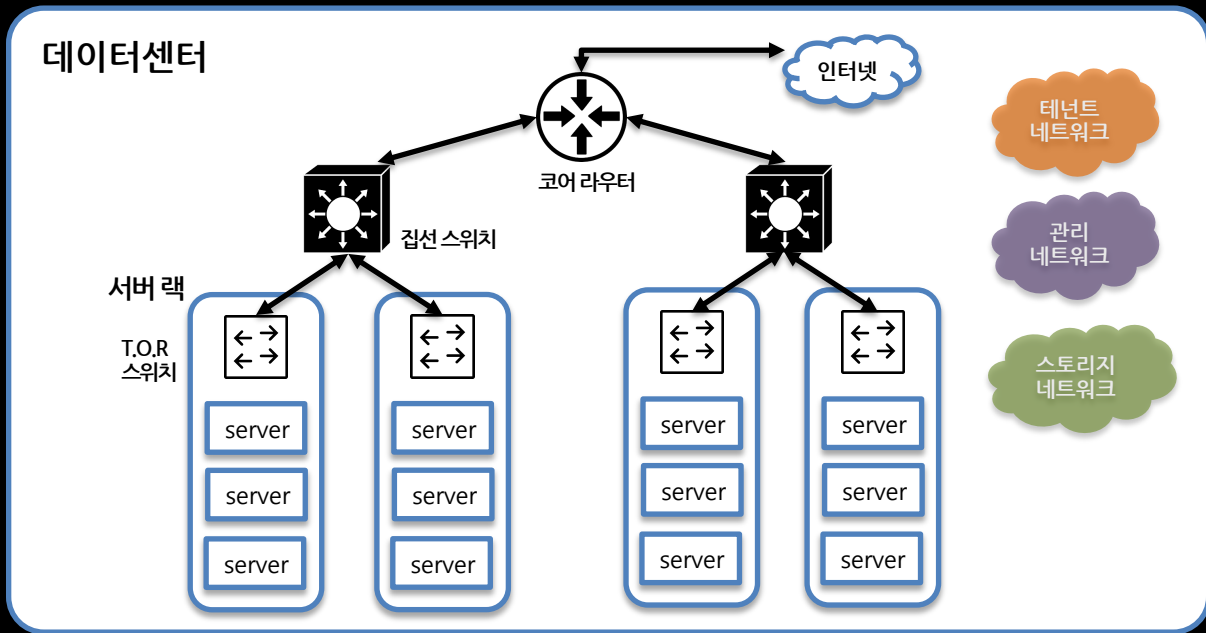 데이터센터
인터넷
코어 라우터
집선 스위치
서버 랙
T.O.R
스위치
server
server
server
server
server
server
server
server
server
server
server
server
테넌트
네트워크
관리
네트워크
스토리지
네트워크